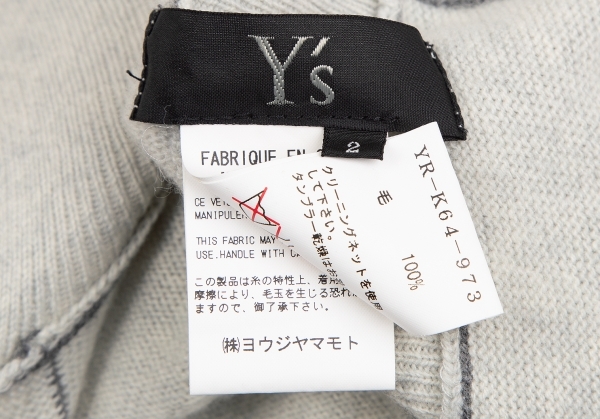 Y's
2
FABRIQUE EN
CE
MANIPULE
THIS FABRIC MAY
USE.HANDLE WITH
この製品は糸の特性上、着
摩擦により、毛玉を生じる恐れ
ますので、御了承下さい。
㈱ヨウジヤマモト
クリーニングネットを使用
して下さい。
タンブラー乾燥はお
毛
100%
YR-K64-973